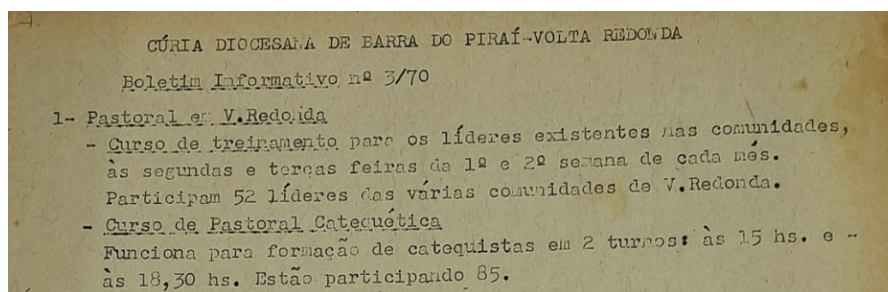 CÚRIA DIOCESANA DE BARRA DO PIRAÍ-VOLTA REDONDA
Boletim Informativo nº 3/70
1- Pastoral em V.Redonda
- Curso de treinamento para os líderes existentes nas comunidades,
às segundas e terças feiras da 1º e 2º semana de cada mês.
Participam 52 líderes das várias comunidades de V.Redonda.
- Curso de Pastoral Catequética
Funciona para formação de catequistas em 2 turnos: às 15 hs. e -
às 18,30 hs. Estão participando 85.